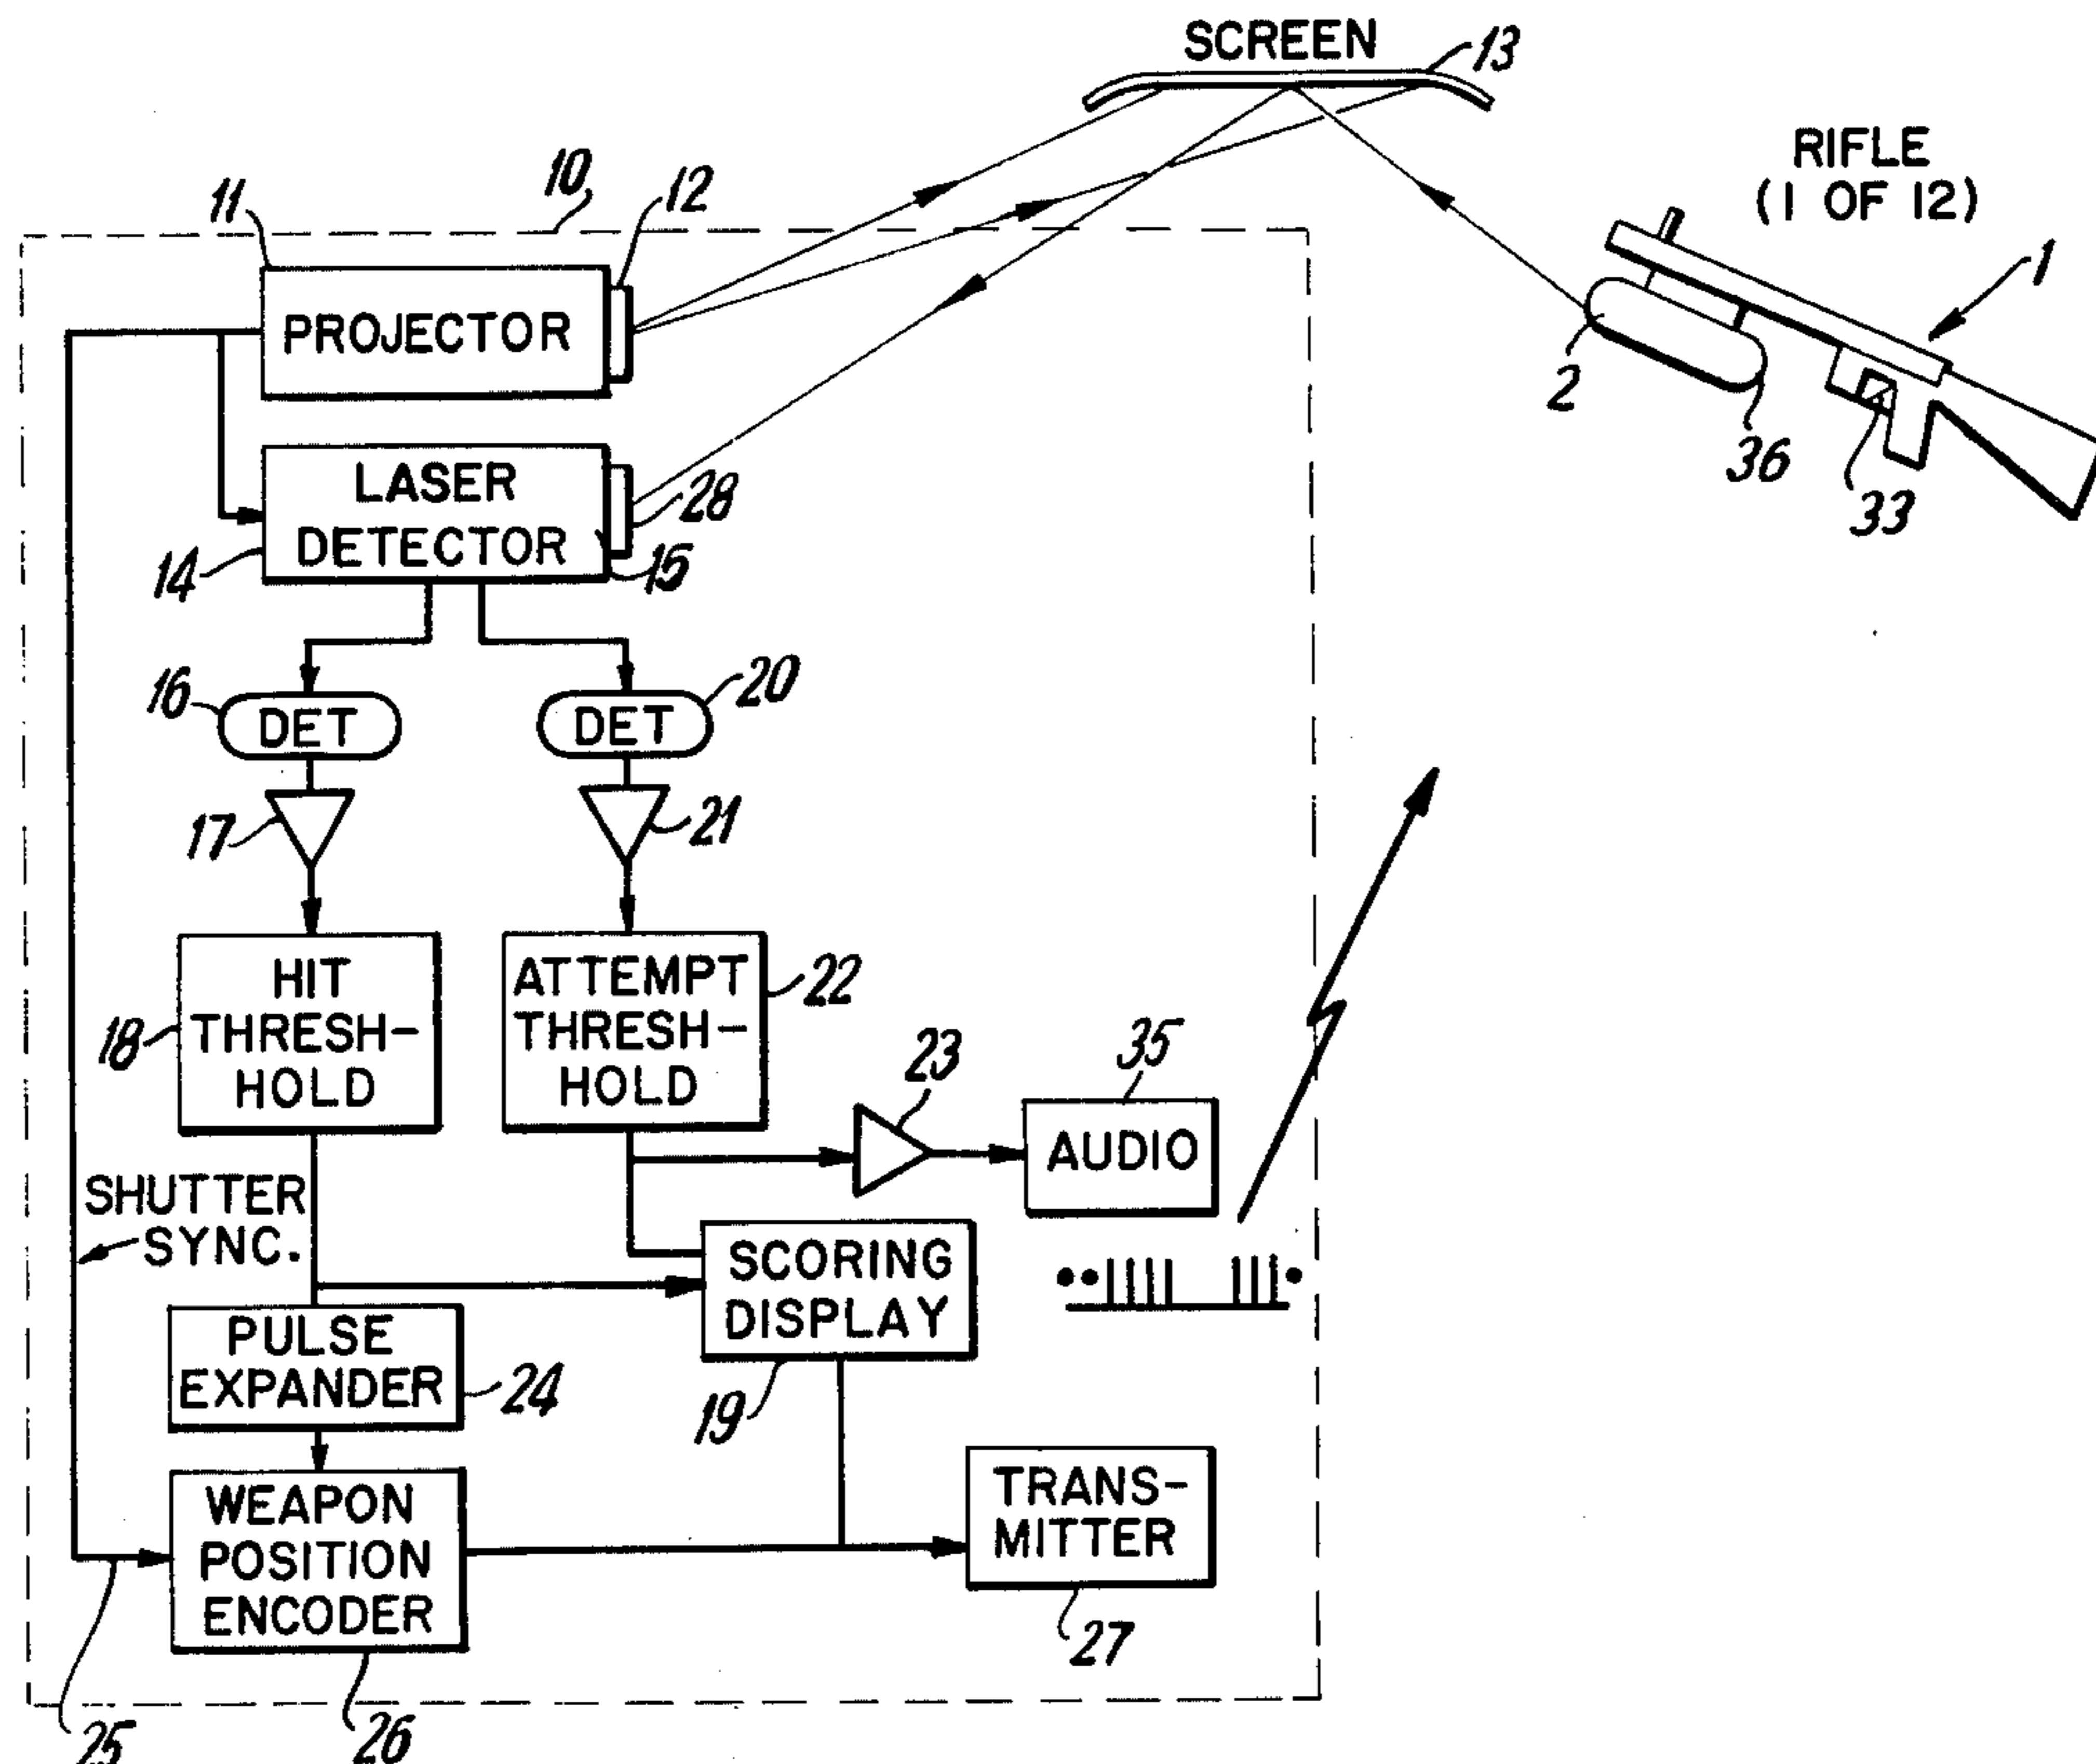 SCREEN
13
RIFLE
(1 OF 12)
1
10
11
12
PROJECTOR
2
36
33
LASER
DETECTOR
28
14
15
16
DET
20
DET
17
21
HIT
THRESH-
HOLD
18
ATTEMPT
THRESH-
HOLD
22
23
35
AUDIO
SHUTTER
SYNC.
SCORING
DISPLAY
PULSE
EXPANDER
24
19
WEAPON
POSITION
ENCODER
TRANS-
MITTER
27
25
26